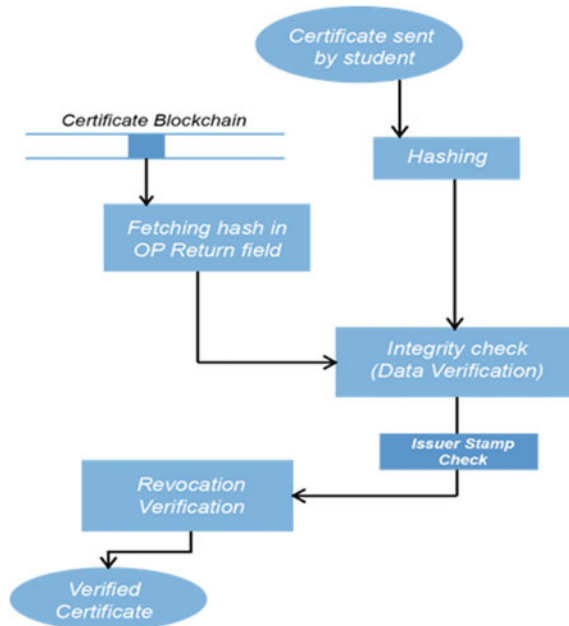 Certificate sent
by student
Certificate Blockchain
Hashing
Fetching hash in
OP Return field
Integrity check
(Data Verification)
Issuer Stamp
Check
Revocation
Verification
Verified
Certificate